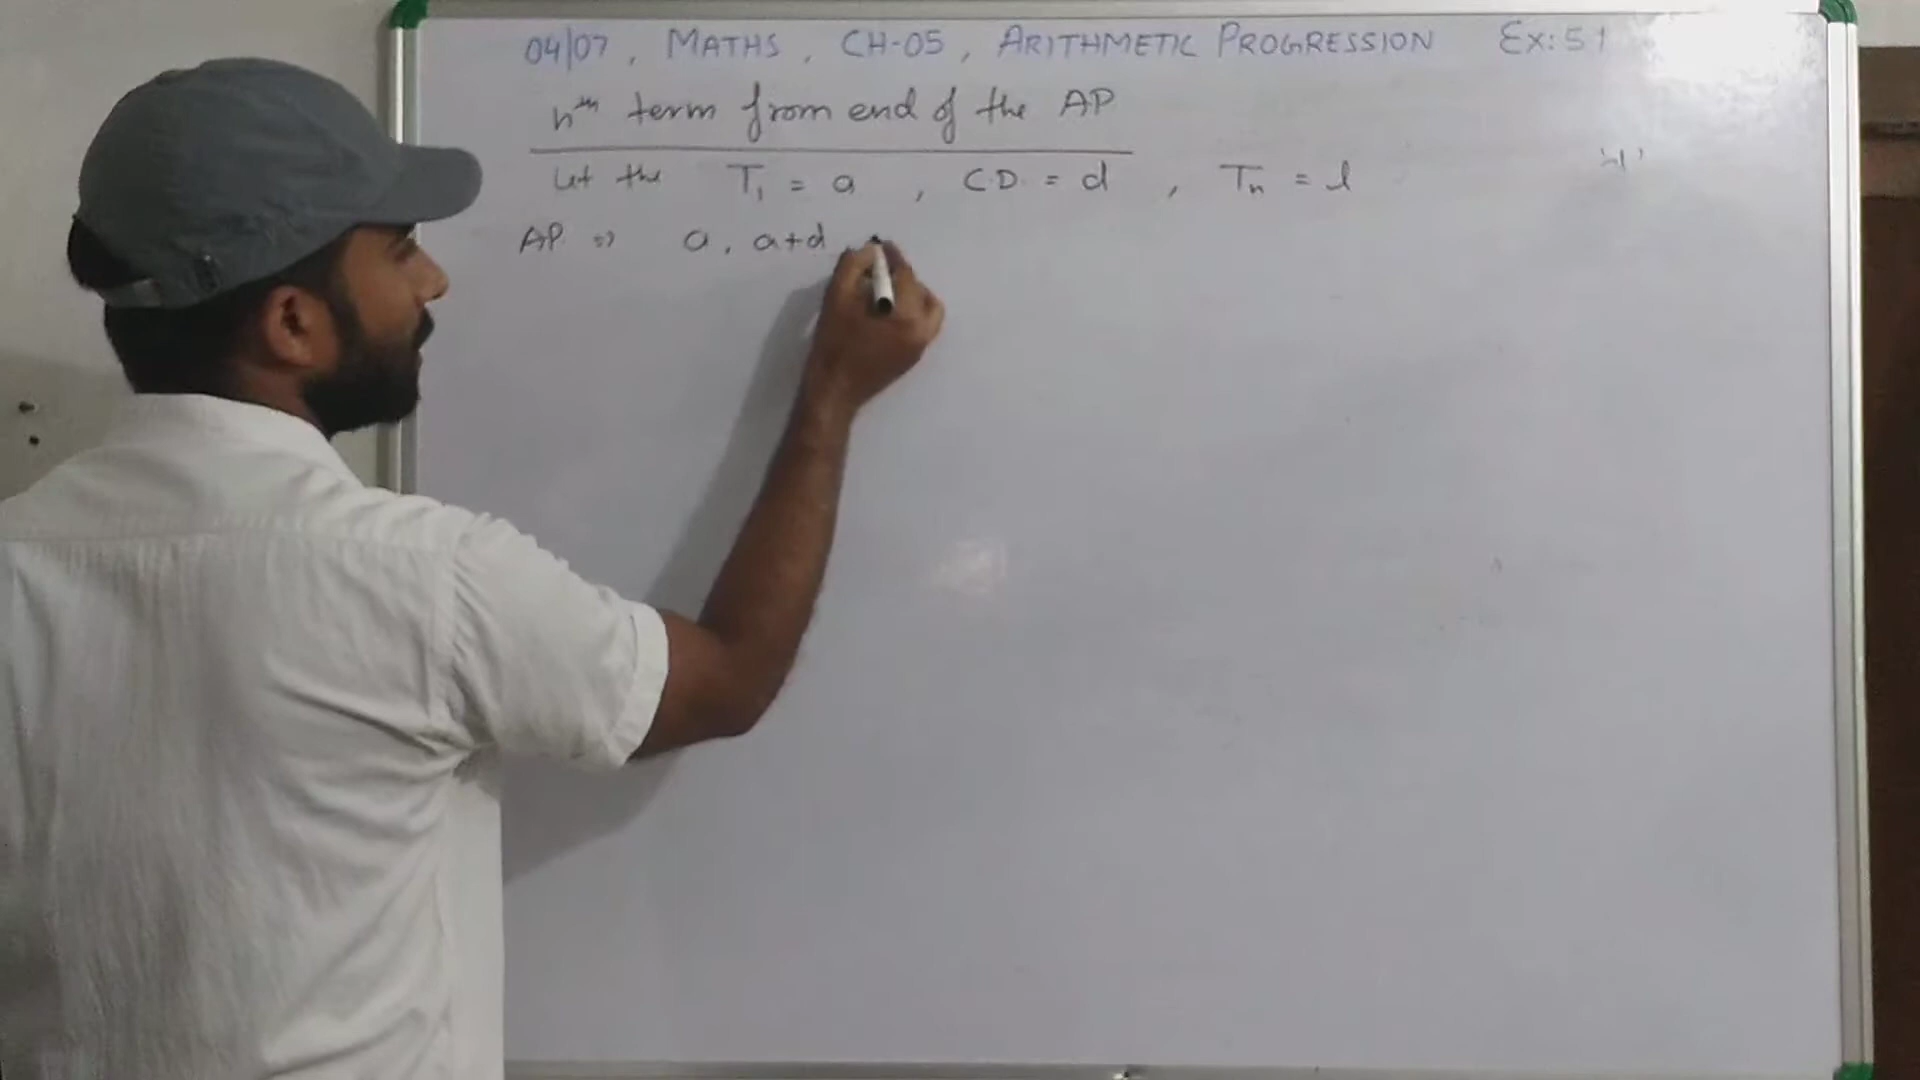 04/07, MATHS, CH-05, ARITHMETIC PROGRESSION Ex: 5.1
nth term from end of the AP
Let the T₁ = a, C.D. = d, Tn = l 'l'
AP ⇒ a, a+d,